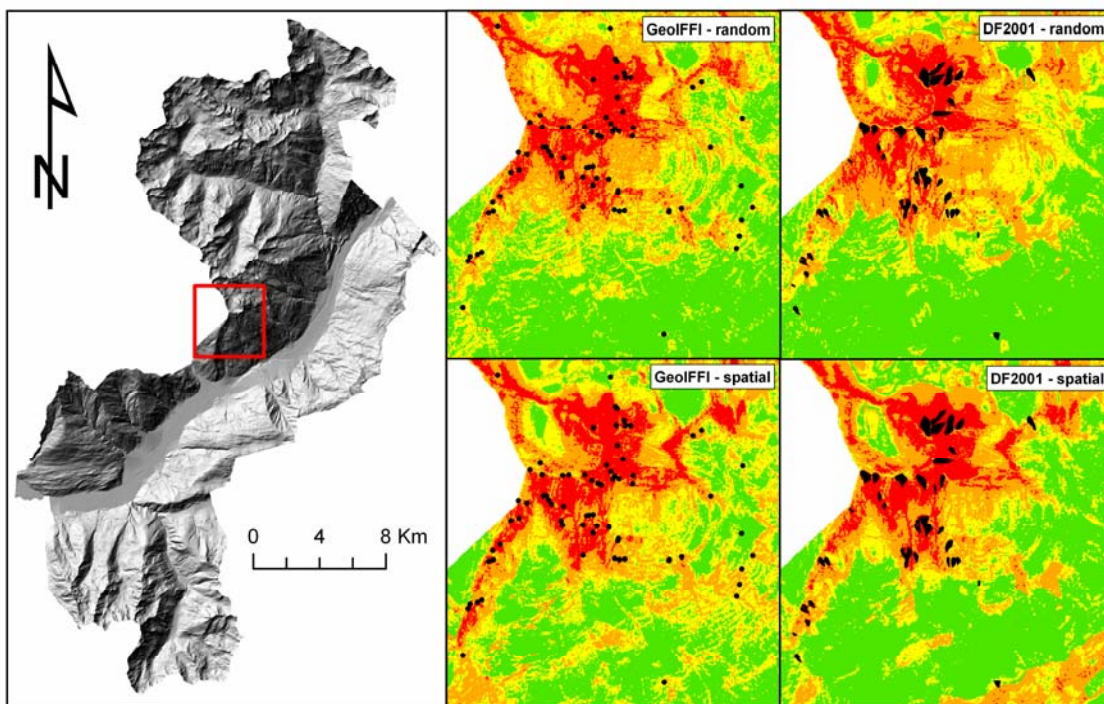 N
0 4 8 Km
GeoIFFI - random
DF2001 - random
GeoIFFI - spatial
DF2001 - spatial